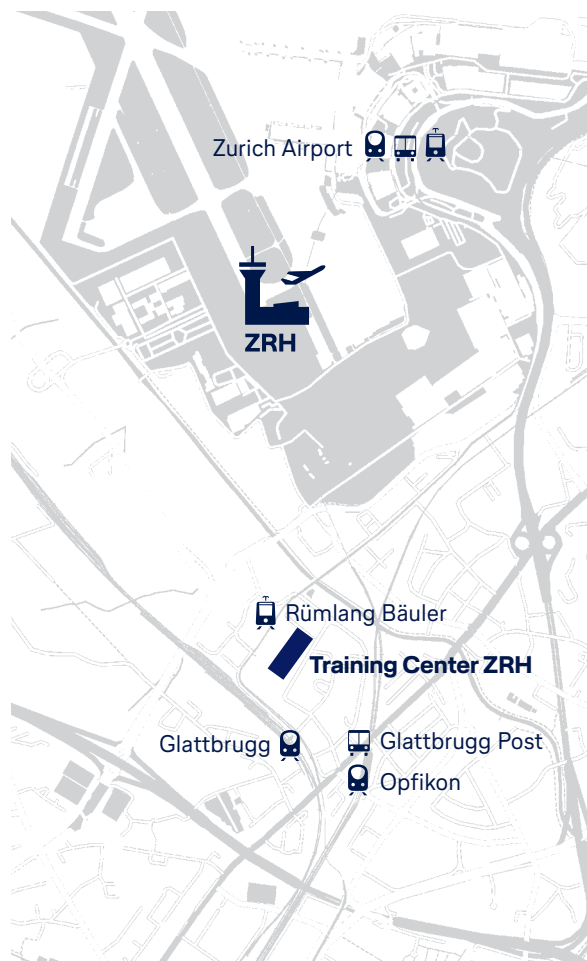 Zurich Airport
ZRH
Rümlang Bäuler
Training Center ZRH
Glattbrugg
Glattbrugg Post
Opfikon